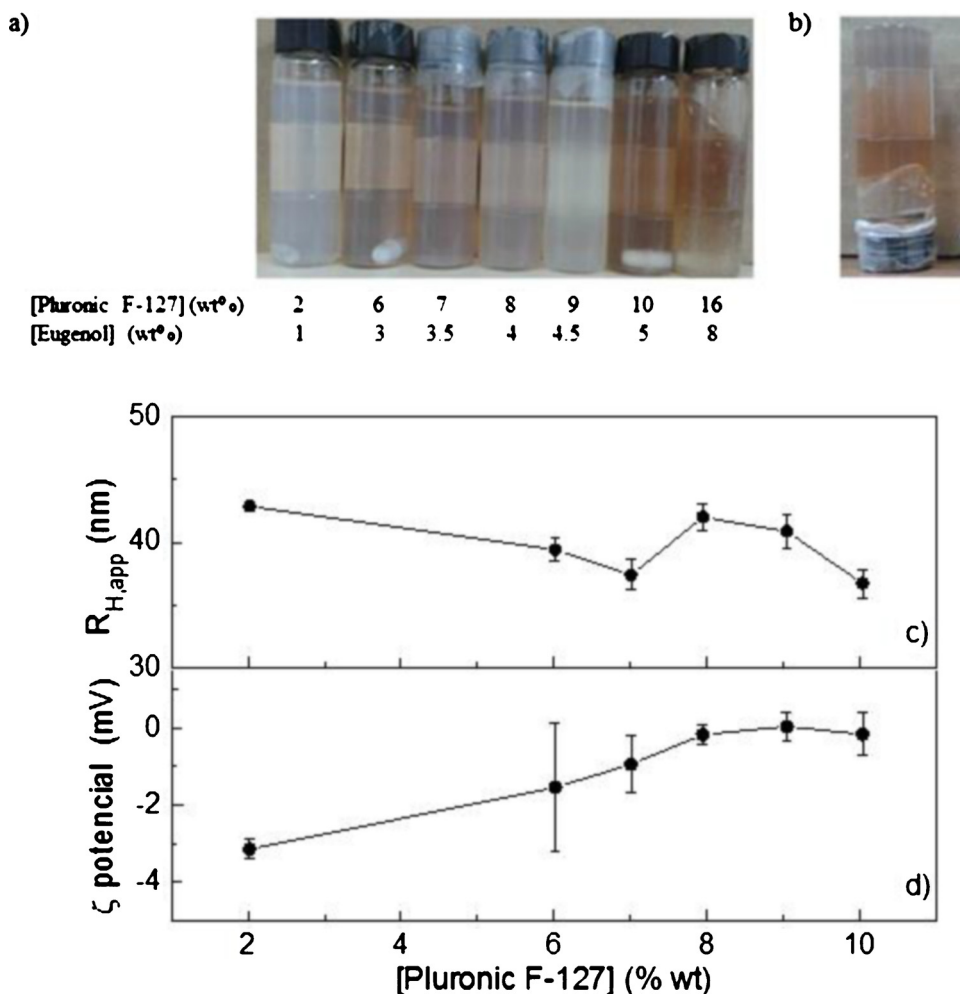 a) b)
[Pluronic F-127] (wt%) 2 6 7 8 9 10 16
[Eugenol} (wt%) 1 3 3.5 4 4.5 5 8
50
40
30
R_H,app (nm)
c)
0
-2
-4
ζ potencial (mV)
d)
2 4 6 8 10
[Pluronic F-127] (% wt)